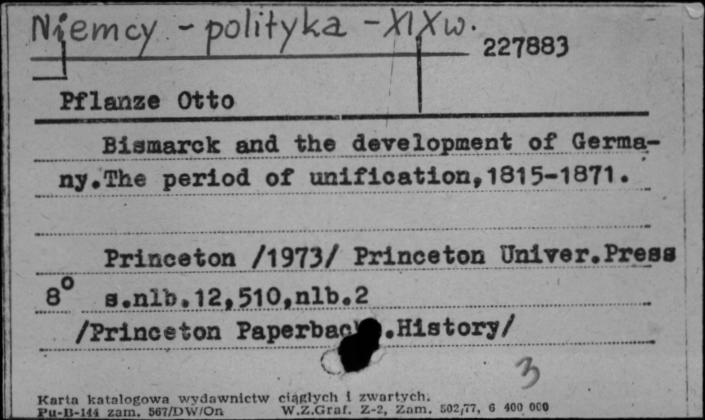 Niemcy - polityka - XIX w.
227883
Pflanze Otto
Bismarck and the development of Germa-
ny.The period of unification,1815-1871.
Princeton /1973/ Princeton Univer.Press
8° s.nlb.12,510,nlb.2
/Princeton .History/
3
Karta katalogowa wydawnictw ciągłych i zwartych.
Pu-B-144 zam. 567/DW/On W.Z.Graf. Z-2, Zam. 502/77, 6 400 000